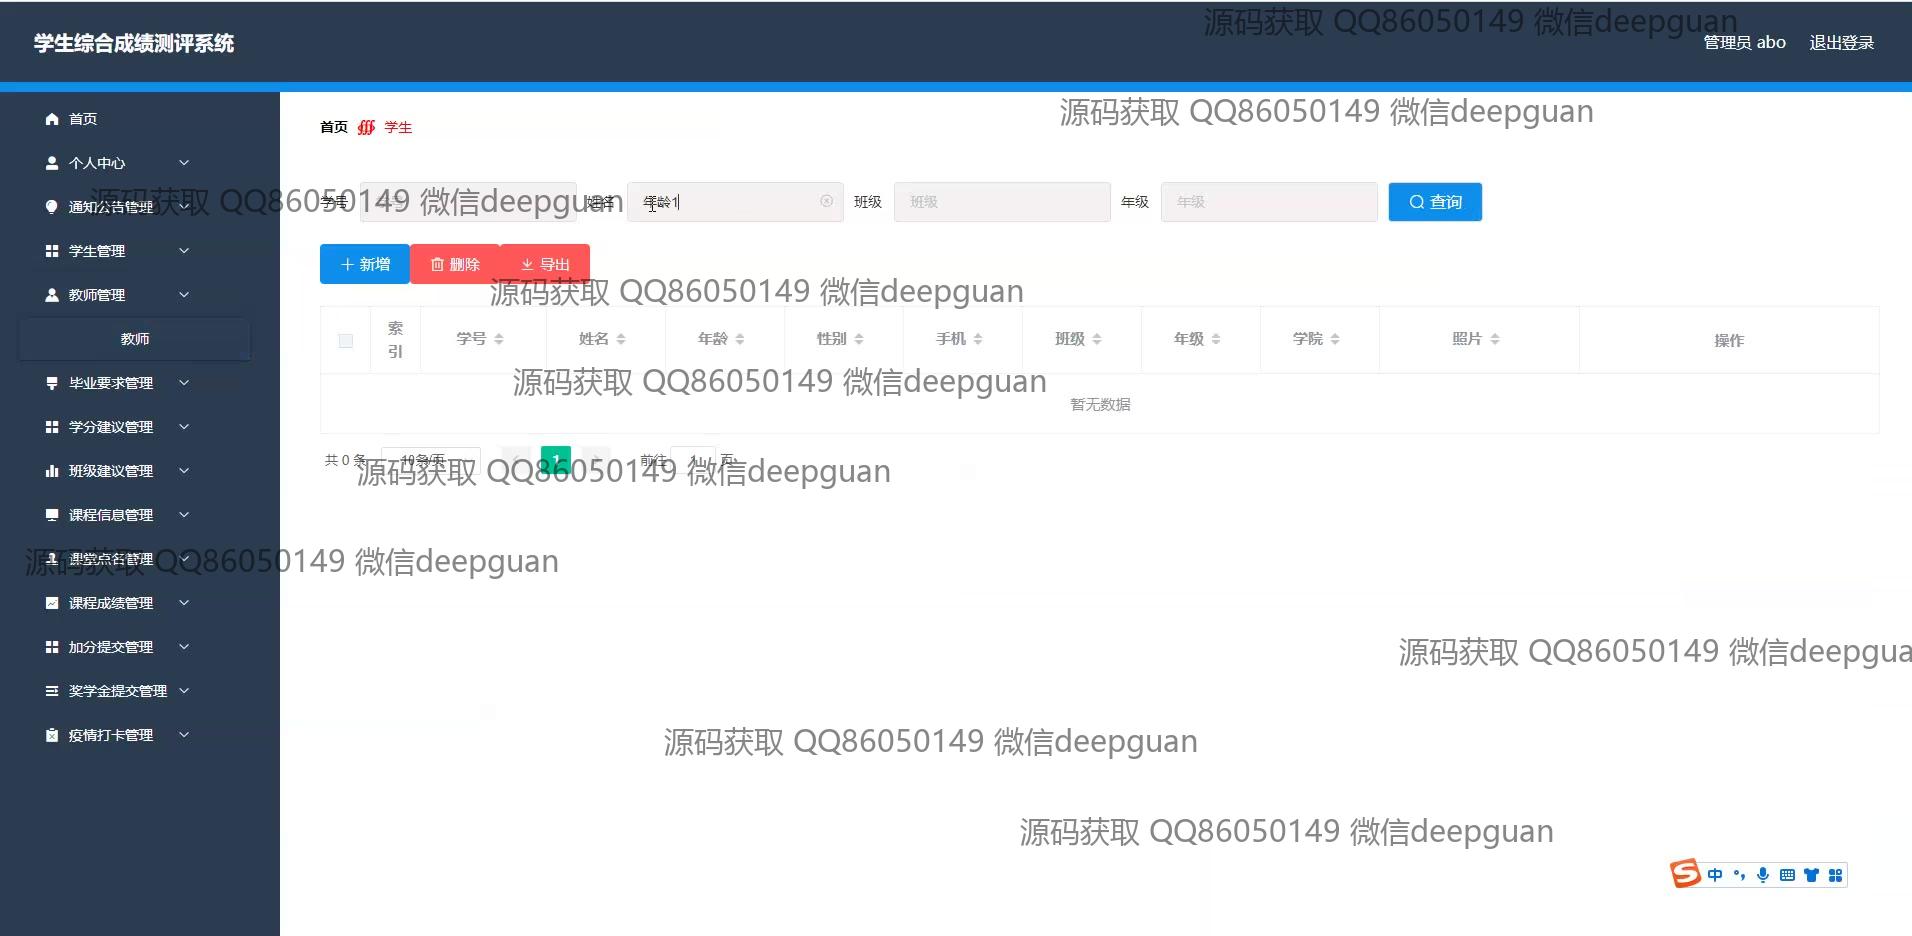 源码获取 QQ86050149 微信deepguan
学生综合成绩测评系统
管理员 abo 退出登录
首页
个人中心
通知公告管理
学生管理
教师管理
教师
毕业要求管理
学分建议管理
班级建议管理
课程信息管理
课堂点名管理
课程成绩管理
加分提交管理
奖学金提交管理
疫情打卡管理
首页 学生
源码获取 QQ86050149 微信deepguan
学号 姓名 年龄1 班级 班级 年级 年级 查询
源码获取 QQ86050149 微信deepguan
新增 删除 导出
源码获取 QQ86050149 微信deepguan
索引 学号 姓名 年龄 性别 手机 班级 年级 学院 照片 操作
源码获取 QQ86050149 微信deepguan
暂无数据
共 0 条 10条/页 1 前往 1 页
源码获取 QQ86050149 微信deepguan
源码获取 QQ86050149 微信deepguan
源码获取 QQ86050149 微信deepgua
源码获取 QQ86050149 微信deepguan
源码获取 QQ86050149 微信deepguan
中